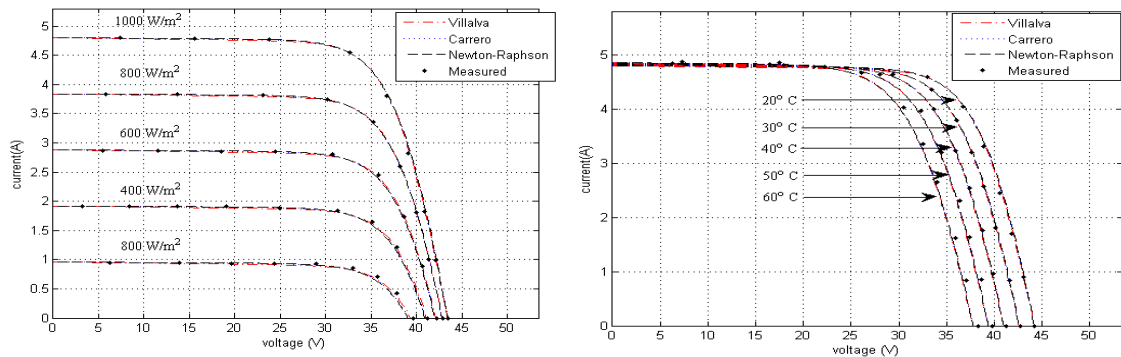 1000 W/m²
800 W/m²
600 W/m²
400 W/m²
800 W/m²
Villalva
Carrero
Newton-Raphson
Measured
current(A)
5
4.5
4
3.5
3
2.5
2
1.5
1
0.5
0
0 5 10 15 20 25 30 35 40 45 50
voltage (V)
Villalva
Carrero
Newton-Raphson
Measured
20° C
30° C
40° C
50° C
60° C
current(A)
5
4
3
2
1
0
0 5 10 15 20 25 30 35 40 45 50
voltage (V)